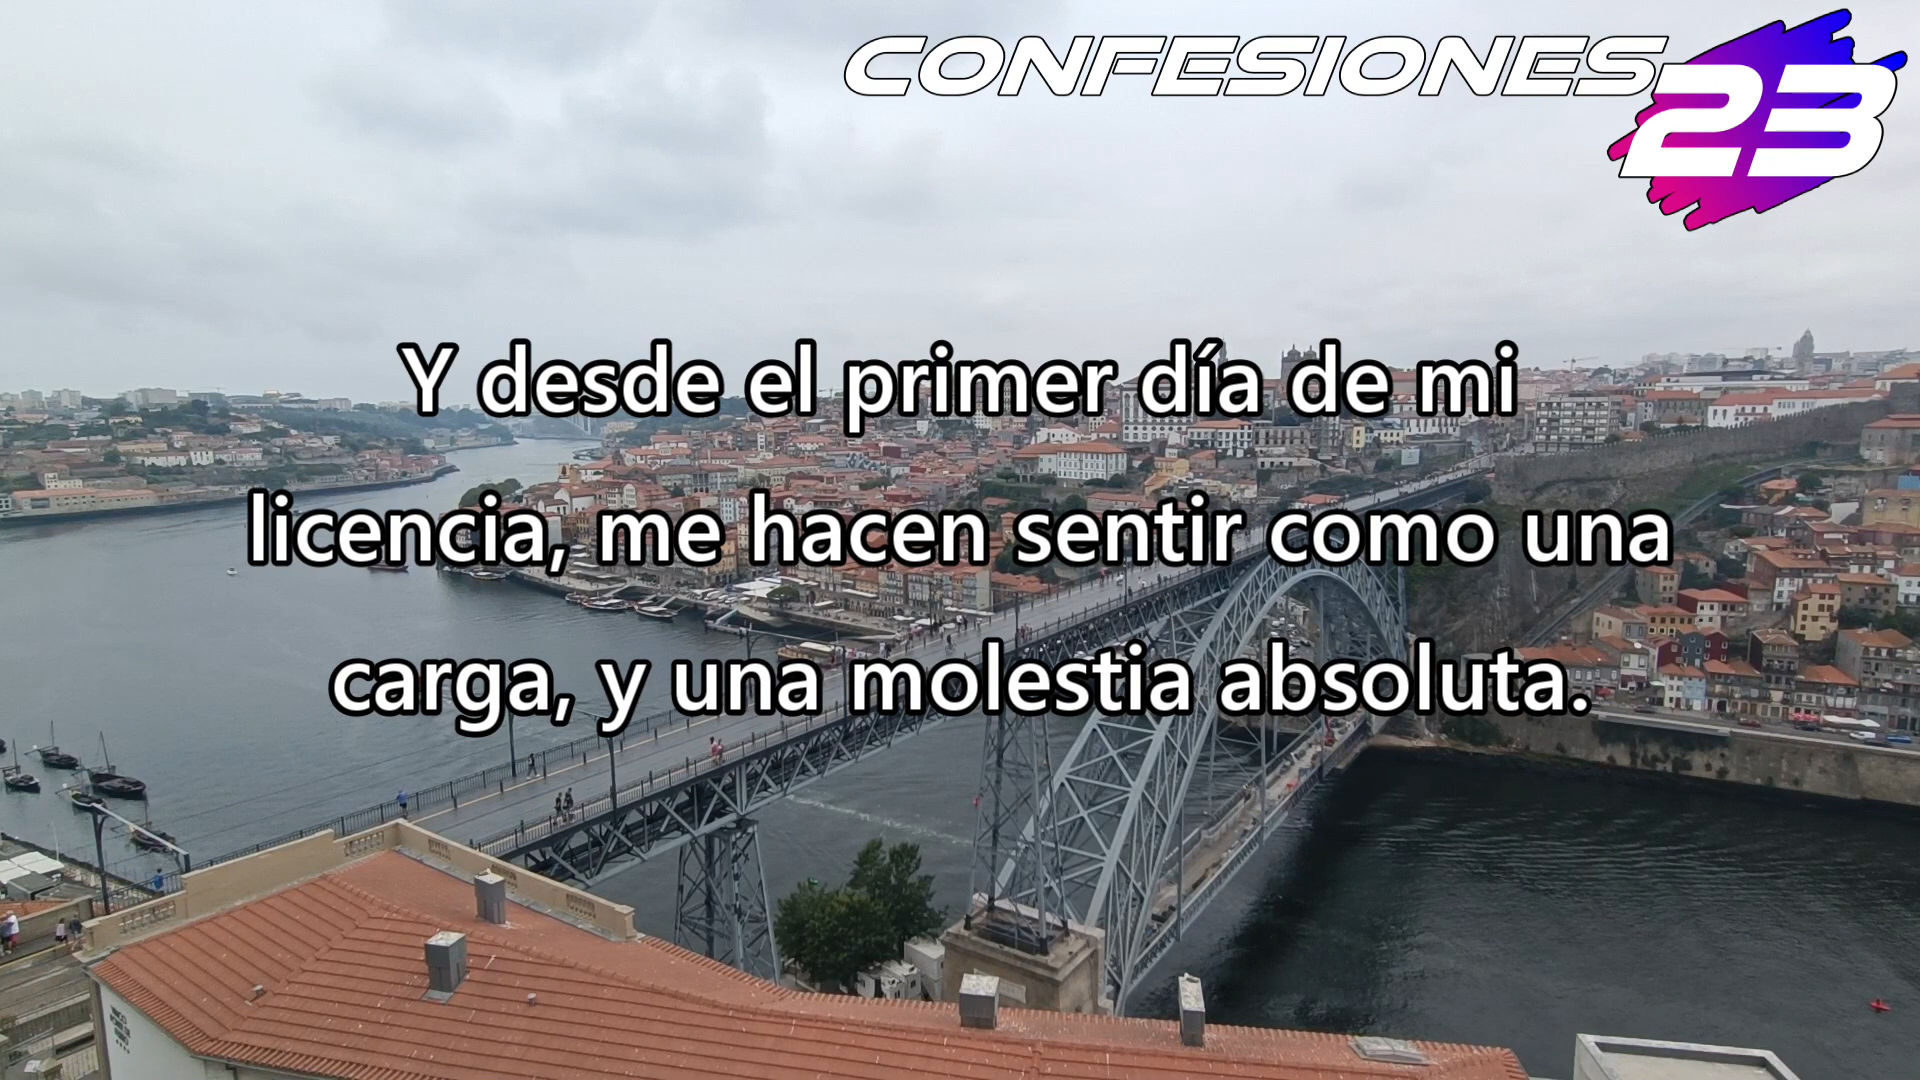 CONFESIONES
23
Y desde el primer día de mi
licencia, me hacen sentir como una
carga, y una molestia absoluta.